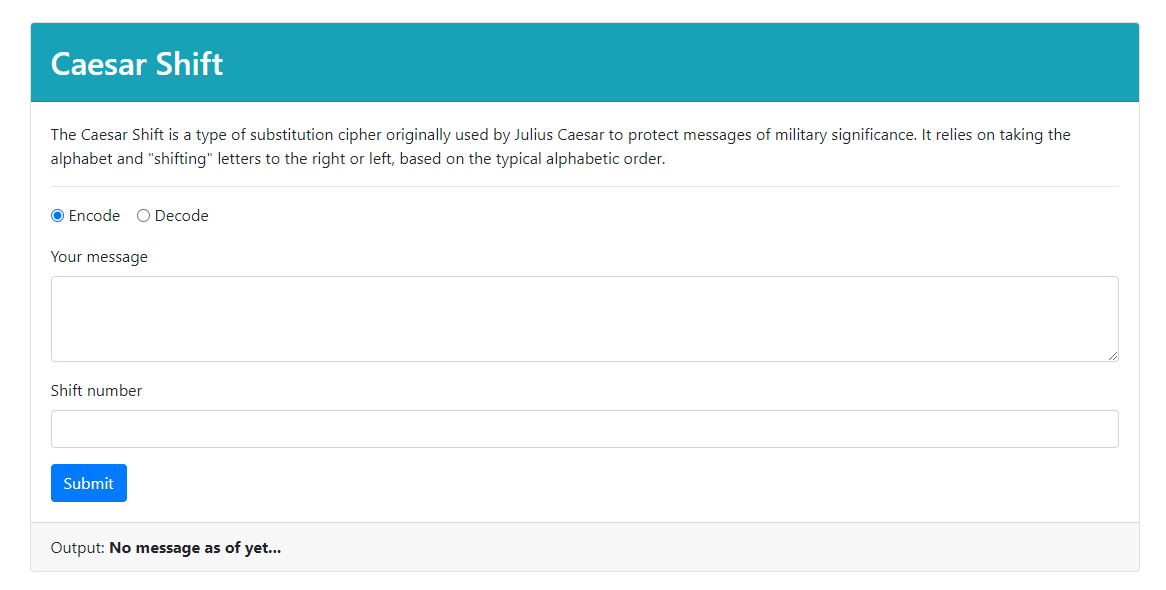 Caesar Shift
The Caesar Shift is a type of substitution cipher originally used by Julius Caesar to protect messages of military significance. It relies on taking the
alphabet and "shifting" letters to the right or left, based on the typical alphabetic order.
Encode Decode
Your message
Shift number
Submit
Output: No message as of yet...